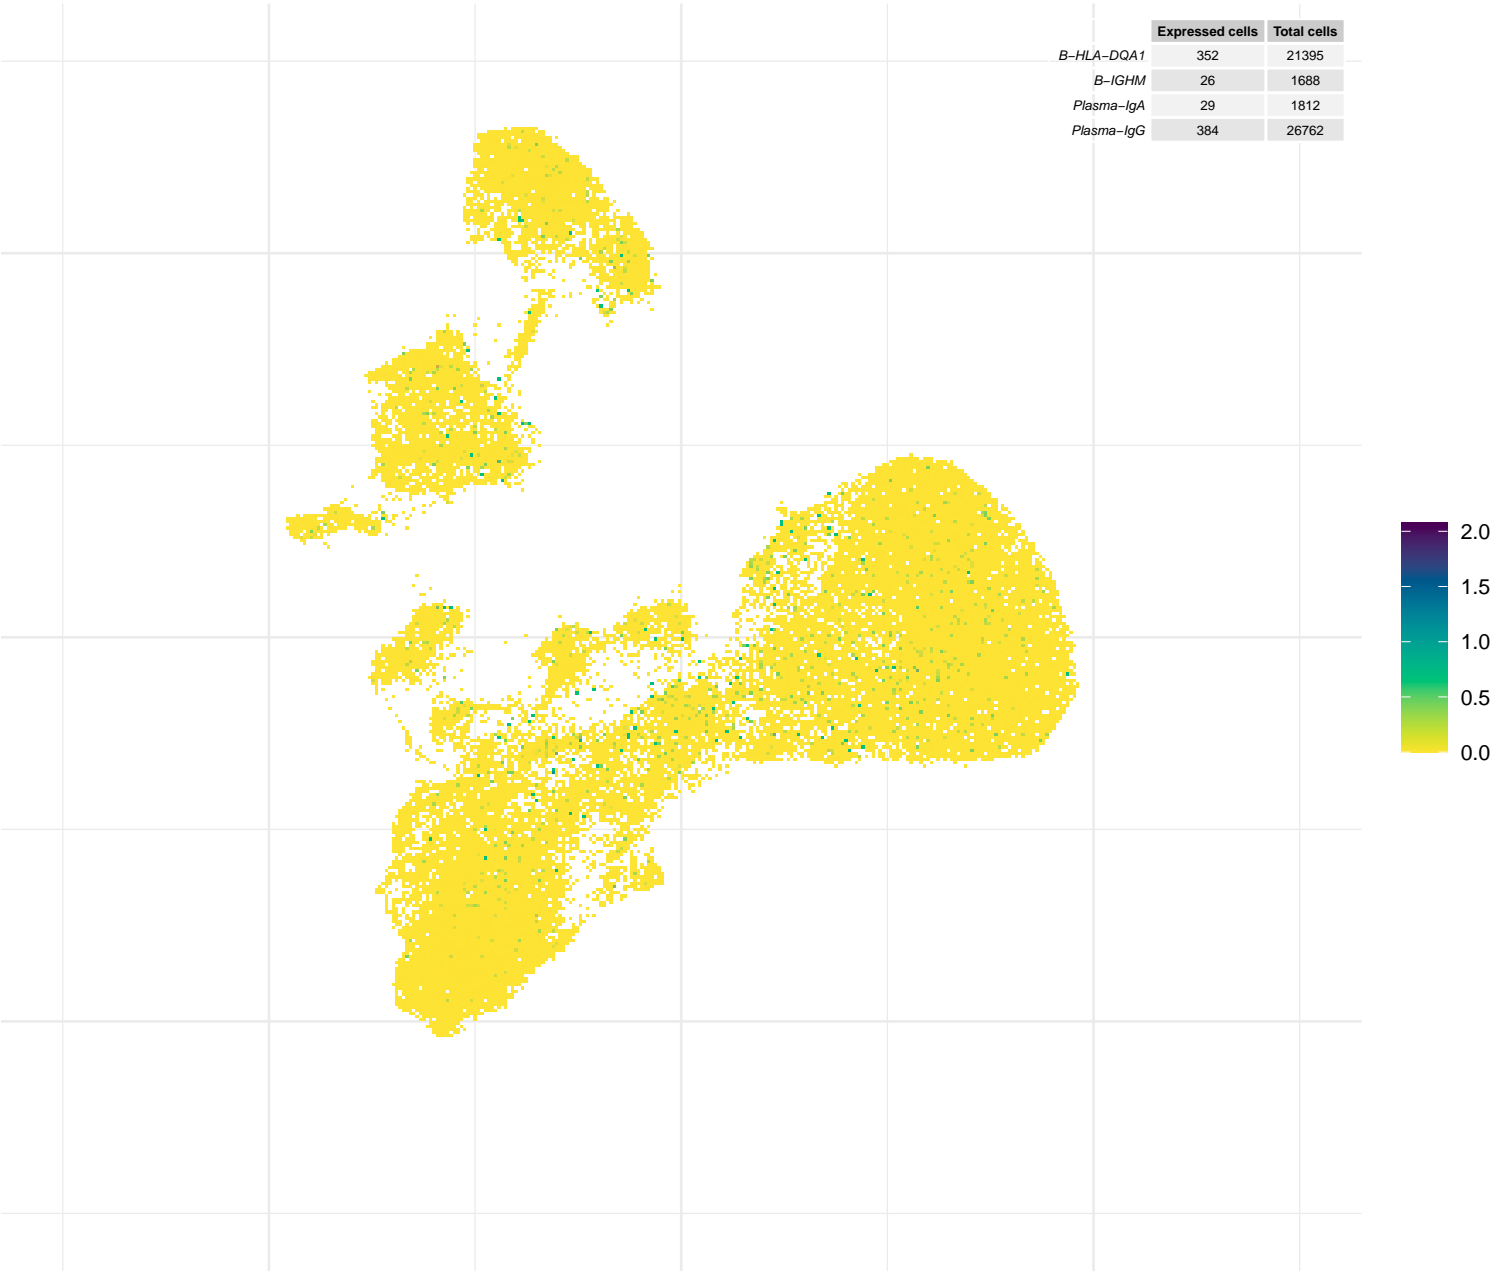 Expressed cells Total cells
B−HLA−DQA1 352 21395
B−IGHM 26 1688
Plasma−IgA 29 1812
Plasma−IgG 384 26762
2.0
1.5
1.0
0.5
0.0